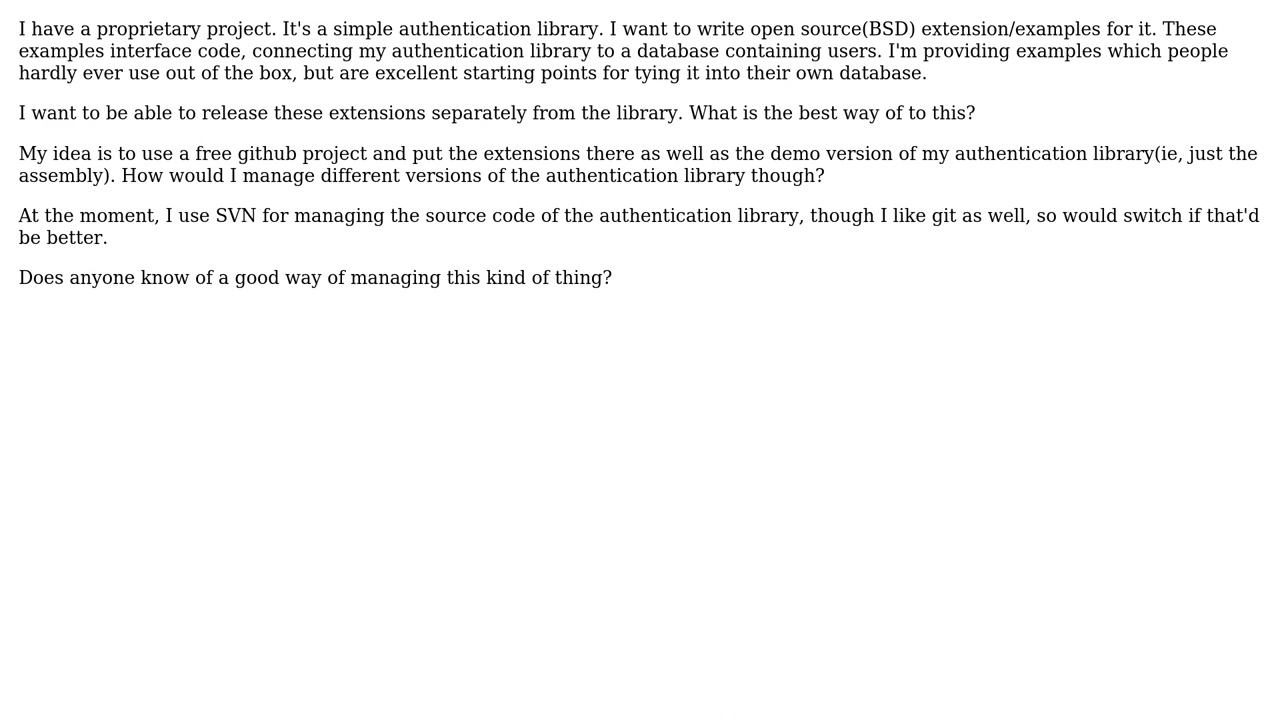 I have a proprietary project. It's a simple authentication library. I want to write open source(BSD) extension/examples for it. These
examples interface code, connecting my authentication library to a database containing users. I'm providing examples which people
hardly ever use out of the box, but are excellent starting points for tying it into their own database.
I want to be able to release these extensions separately from the library. What is the best way of to this?
My idea is to use a free github project and put the extensions there as well as the demo version of my authentication library(ie, just the
assembly). How would I manage different versions of the authentication library though?
At the moment, I use SVN for managing the source code of the authentication library, though I like git as well, so would switch if that'd
be better.
Does anyone know of a good way of managing this kind of thing?